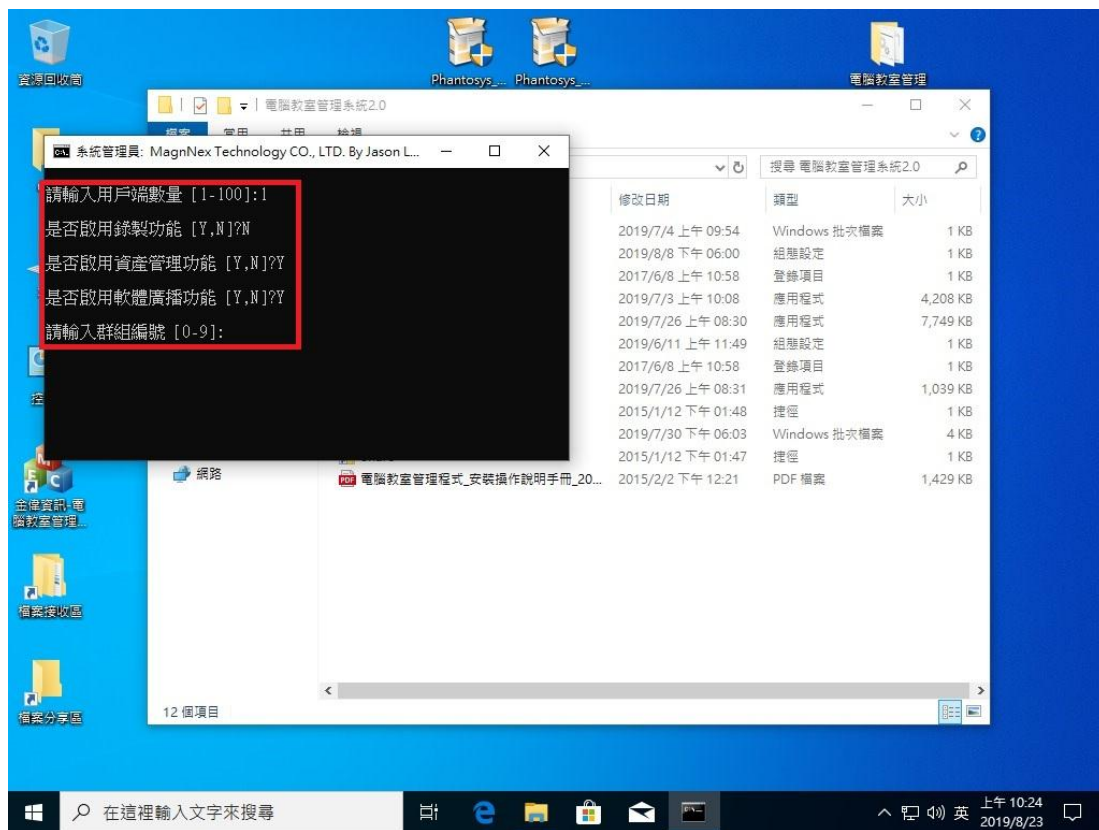 資源回收筒
Phantosys_...
Phantosys_...
電腦教室管理
電腦教室管理系統2.0
檔案 常用 共用 檢視
系統管理員: MagnNex Technology CO., LTD. By Jason L...
請輸入用戶端數量 [1-100]:1
是否啟用錄製功能 [Y,N]?N
是否啟用資產管理功能 [Y,N]?Y
是否啟用軟體廣播功能 [Y,N]?Y
請輸入群組編號 [0-9]:
搜尋 電腦教室管理系統2.0
修改日期 類型 大小
2019/7/4 上午 09:54 Windows 批次檔案 1 KB
2019/8/8 下午 06:00 組態設定 1 KB
2017/6/8 上午 10:58 登錄項目 1 KB
2019/7/3 上午 10:08 應用程式 4,208 KB
2019/7/26 上午 08:30 應用程式 7,749 KB
2019/6/11 上午 11:49 組態設定 1 KB
2017/6/8 上午 10:58 登錄項目 1 KB
2019/7/26 上午 08:31 應用程式 1,039 KB
2015/1/12 下午 01:48 捷徑 1 KB
2019/7/30 下午 06:03 Windows 批次檔案 4 KB
2015/1/12 下午 01:47 捷徑 1 KB
網路
電腦教室管理程式_安裝操作說明手冊_20... 2015/2/2 下午 12:21 PDF 檔案 1,429 KB
控
金偉資訊-電
腦教室管理...
檔案接收區
檔案分享區
12 個項目
在這裡輸入文字來搜尋
英
上午 10:24
2019/8/23